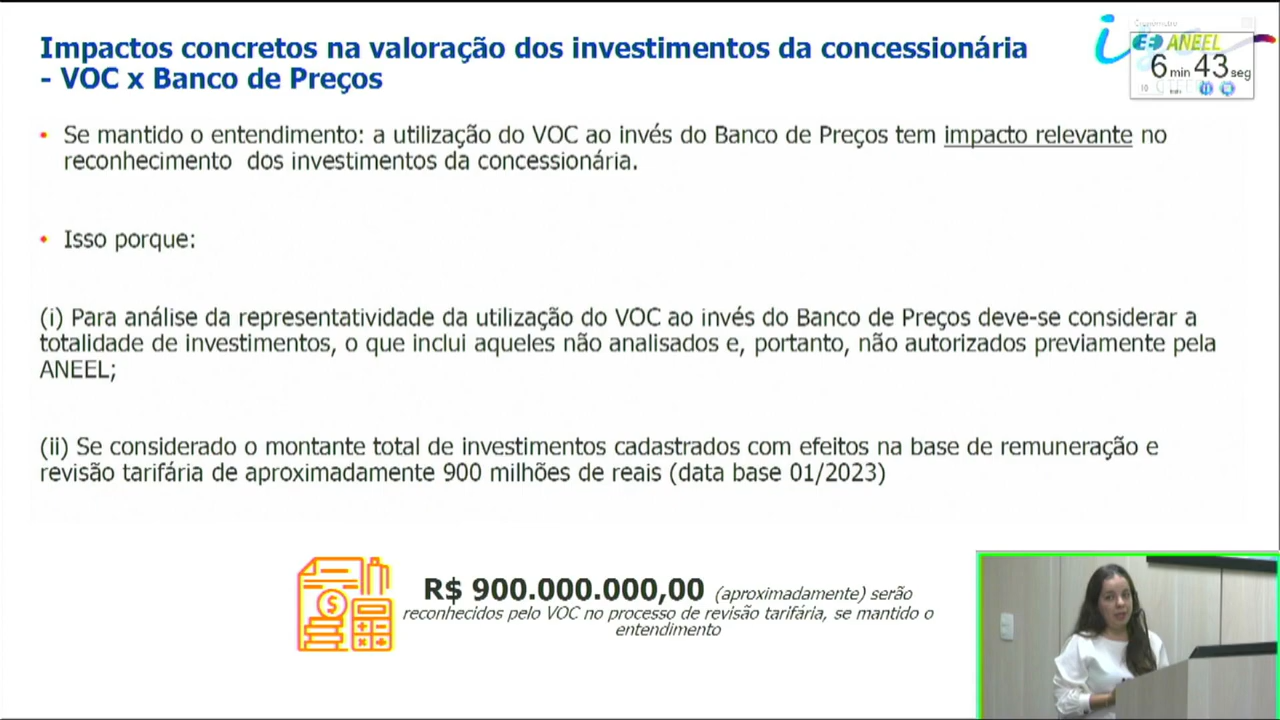 Impactos concretos na valoração dos investimentos da concessionária
- VOC x Banco de Preços
ANEEL
6 min 43 seg
10
• Se mantido o entendimento: a utilização do VOC ao invés do Banco de Preços tem impacto relevante no
reconhecimento dos investimentos da concessionária.
• Isso porque:
(i) Para análise da representatividade da utilização do VOC ao invés do Banco de Preços deve-se considerar a
totalidade de investimentos, o que inclui aqueles não analisados e, portanto, não autorizados previamente pela
ANEEL;
(ii) Se considerado o montante total de investimentos cadastrados com efeitos na base de remuneração e
revisão tarifária de aproximadamente 900 milhões de reais (data base 01/2023)
R$ 900.000.000,00 (aproximadamente) serão
reconhecidos pelo VOC no processo de revisão tarifária, se mantido o
entendimento